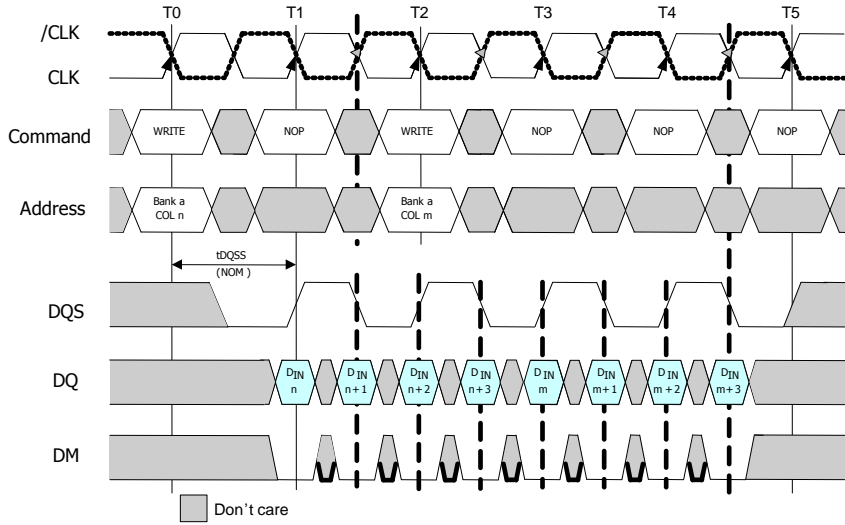 T0 T1 T2 T3 T4 T5
/CLK
CLK
Command WRITE NOP WRITE NOP NOP NOP
Address Bank a COL n Bank a COL m
tDQSS
(NOM )
DQS
DQ DIN n DIN n+1 DIN n+2 DIN n+3 DIN m DIN m+1 DIN m+2 DIN m+3
DM
Don't care